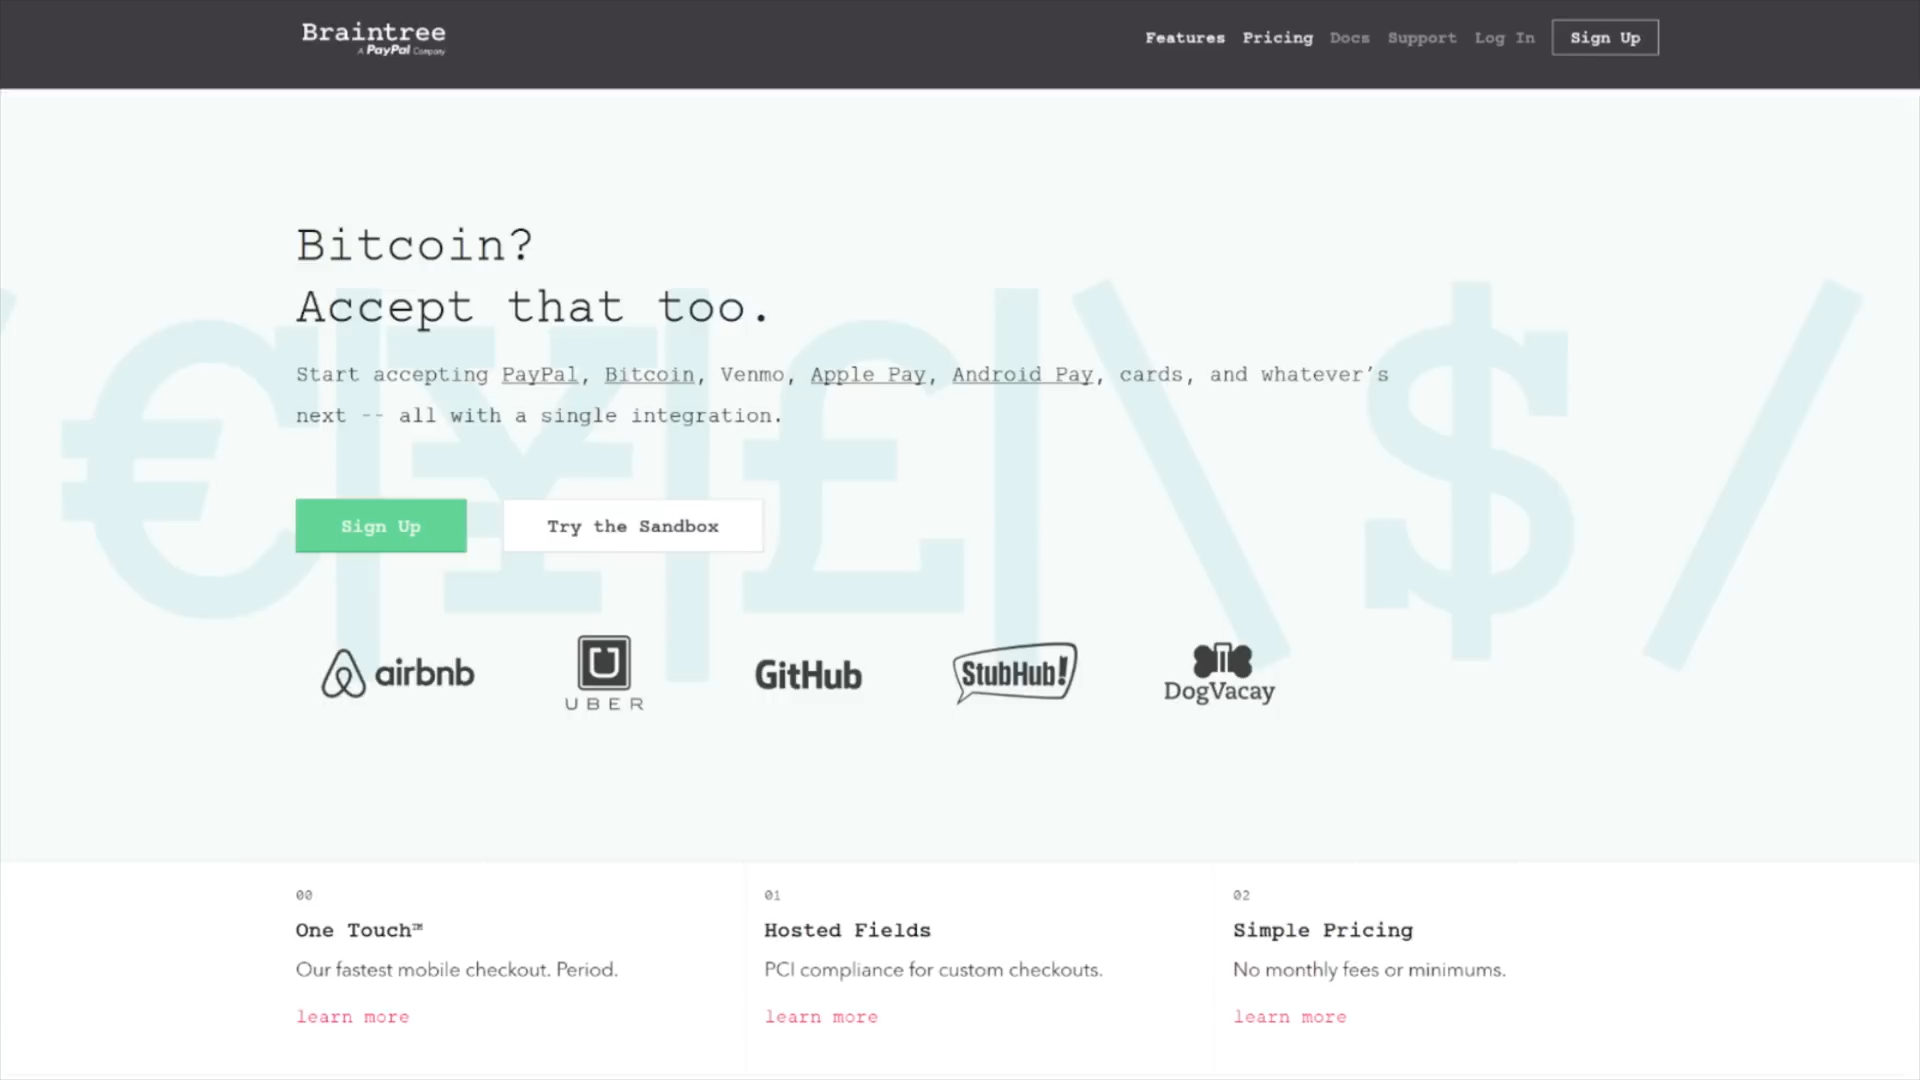 Braintree
A PayPal Company
Features Pricing Docs Support Log In Sign Up
Bitcoin?
Accept that too.
Start accepting PayPal, Bitcoin, Venmo, Apple Pay, Android Pay, cards, and whatever’s
next -- all with a single integration.
€|¥|£|\$/
Sign Up Try the Sandbox
airbnb
UBER
GitHub
StubHub!
DogVacay
00
One Touch™
Our fastest mobile checkout. Period.
learn more
01
Hosted Fields
PCI compliance for custom checkouts.
learn more
02
Simple Pricing
No monthly fees or minimums.
learn more